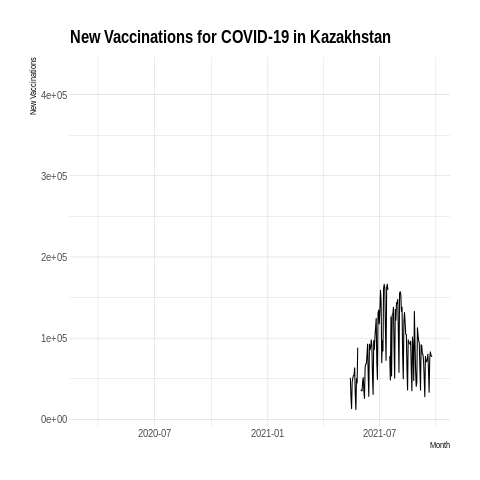 New Vaccinations for COVID-19 in Kazakhstan
New Vaccinations
4e+05
3e+05
2e+05
1e+05
0e+00
2020-07
2021-01
2021-07
Month